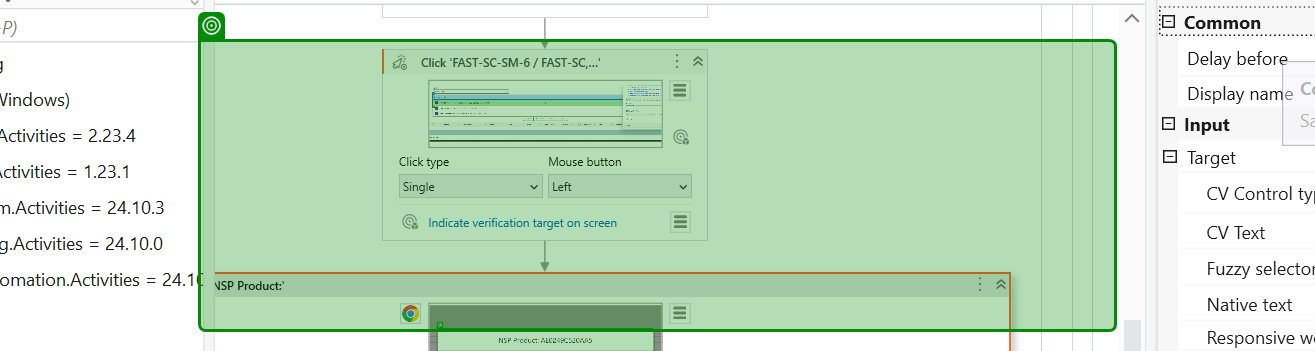 -P)
g
Windows)
Activities = 2.23.4
Activities = 1.23.1
m.Activities = 24.10.3
g.Activities = 24.10.0
omation.Activities = 24.10
Click 'FAST-SC-SM-6 / FAST-SC,...'
Click type
Mouse button
Single
Left
Indicate verification target on screen
NSP Product:'
NSP Product: AE0249C520AA5
Common
Delay before
Display name
Co
Sa
Input
Target
CV Control typ
CV Text
Fuzzy selector
Native text
Responsive w